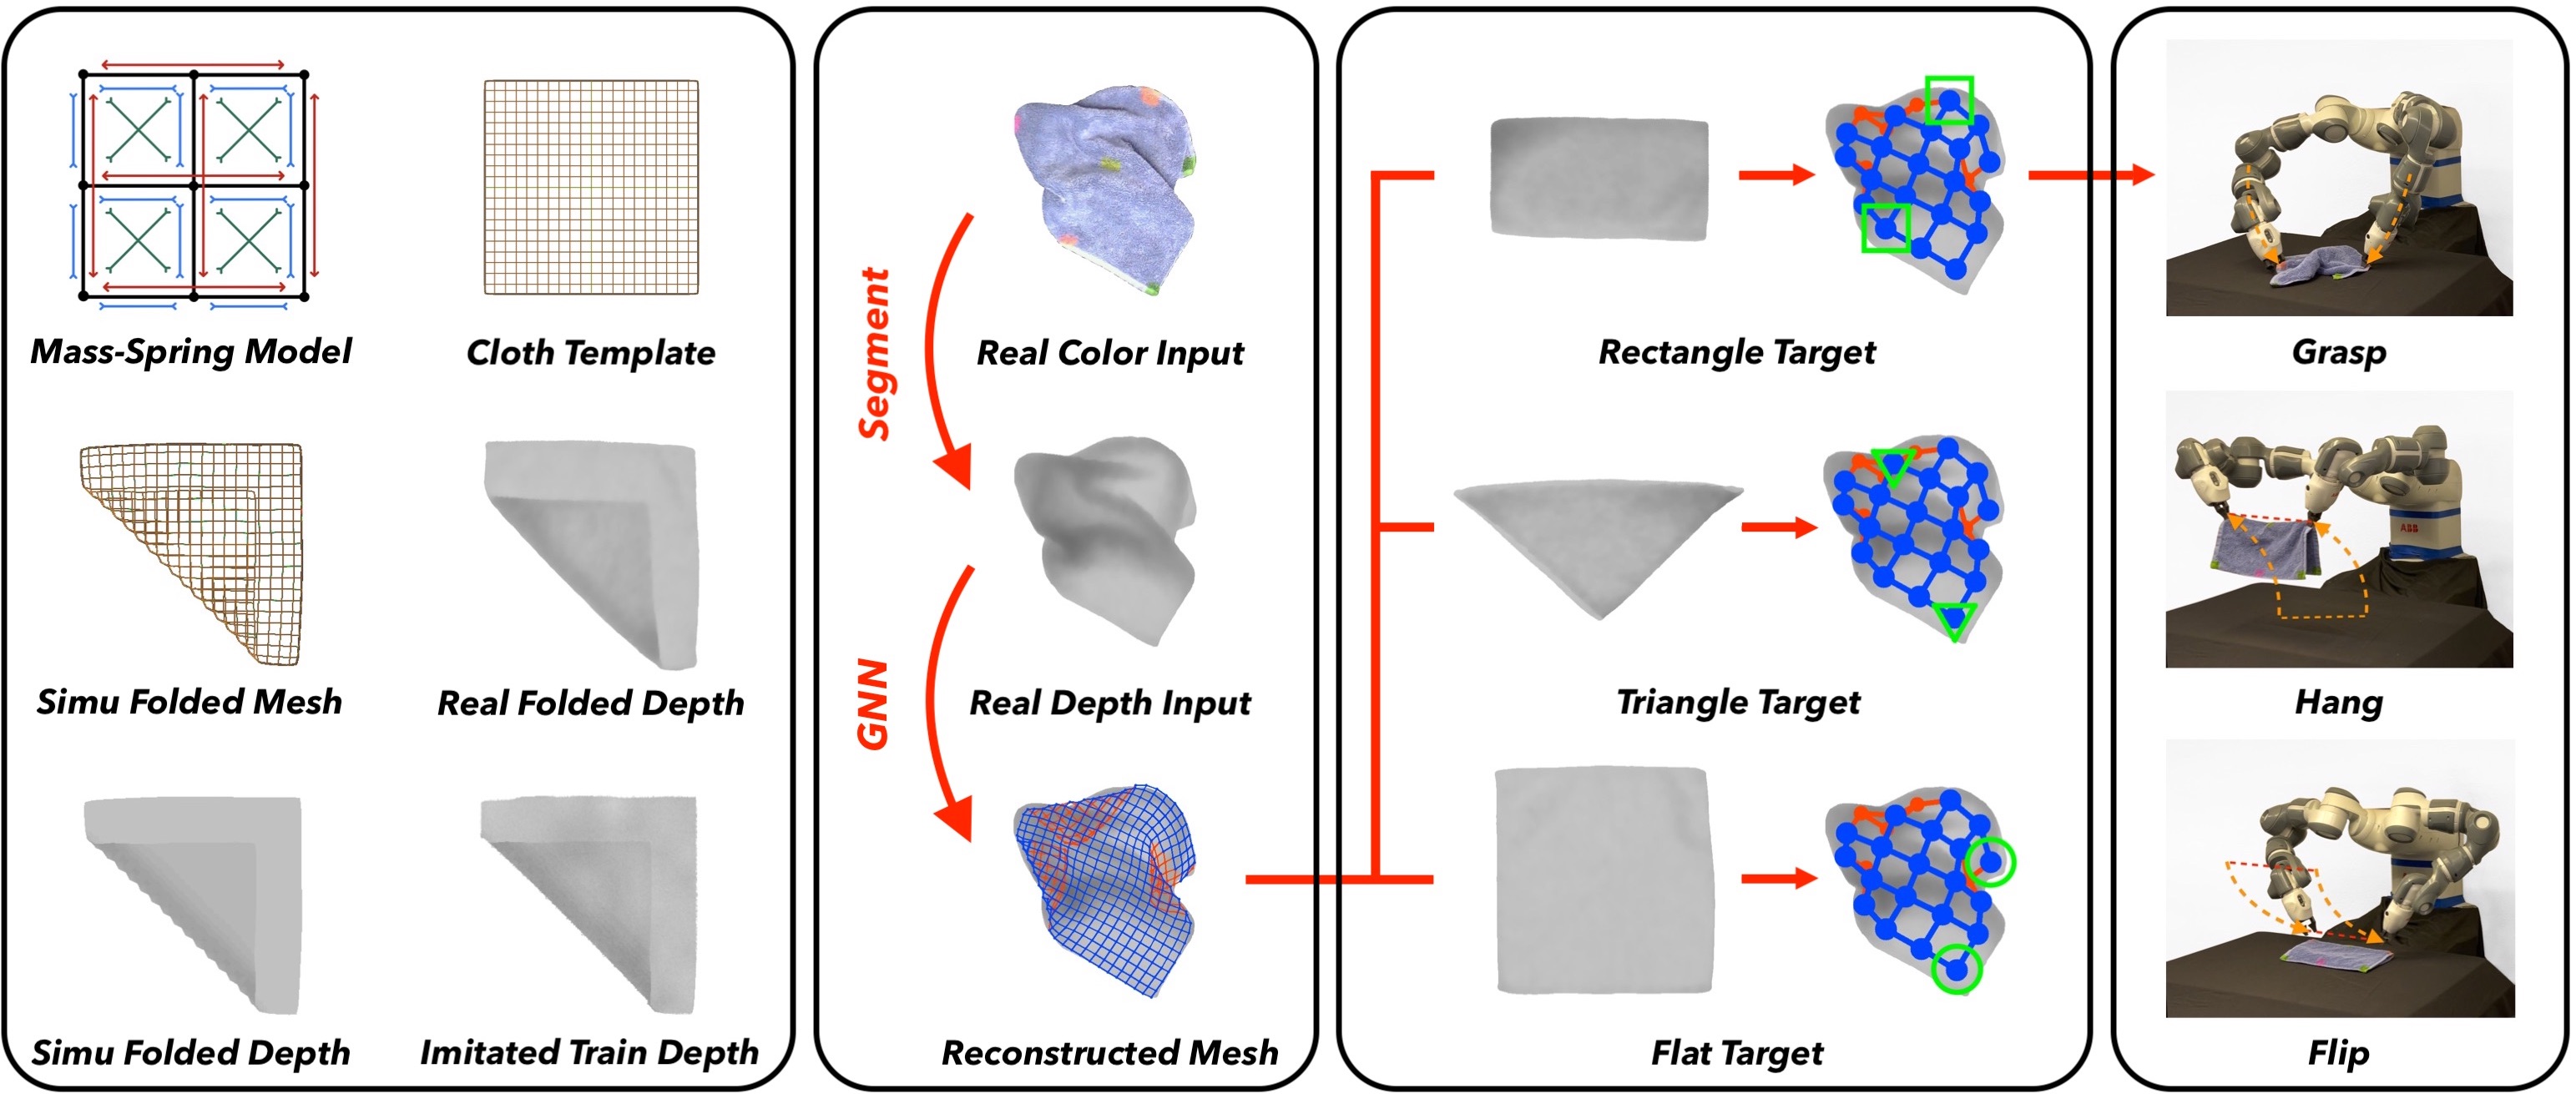 Mass-Spring Model
Cloth Template
Simu Folded Mesh
Real Folded Depth
Simu Folded Depth
Imitated Train Depth
Segment
GNN
Real Color Input
Real Depth Input
Reconstructed Mesh
Rectangle Target
Triangle Target
Flat Target
Grasp
ABB
Hang
Flip